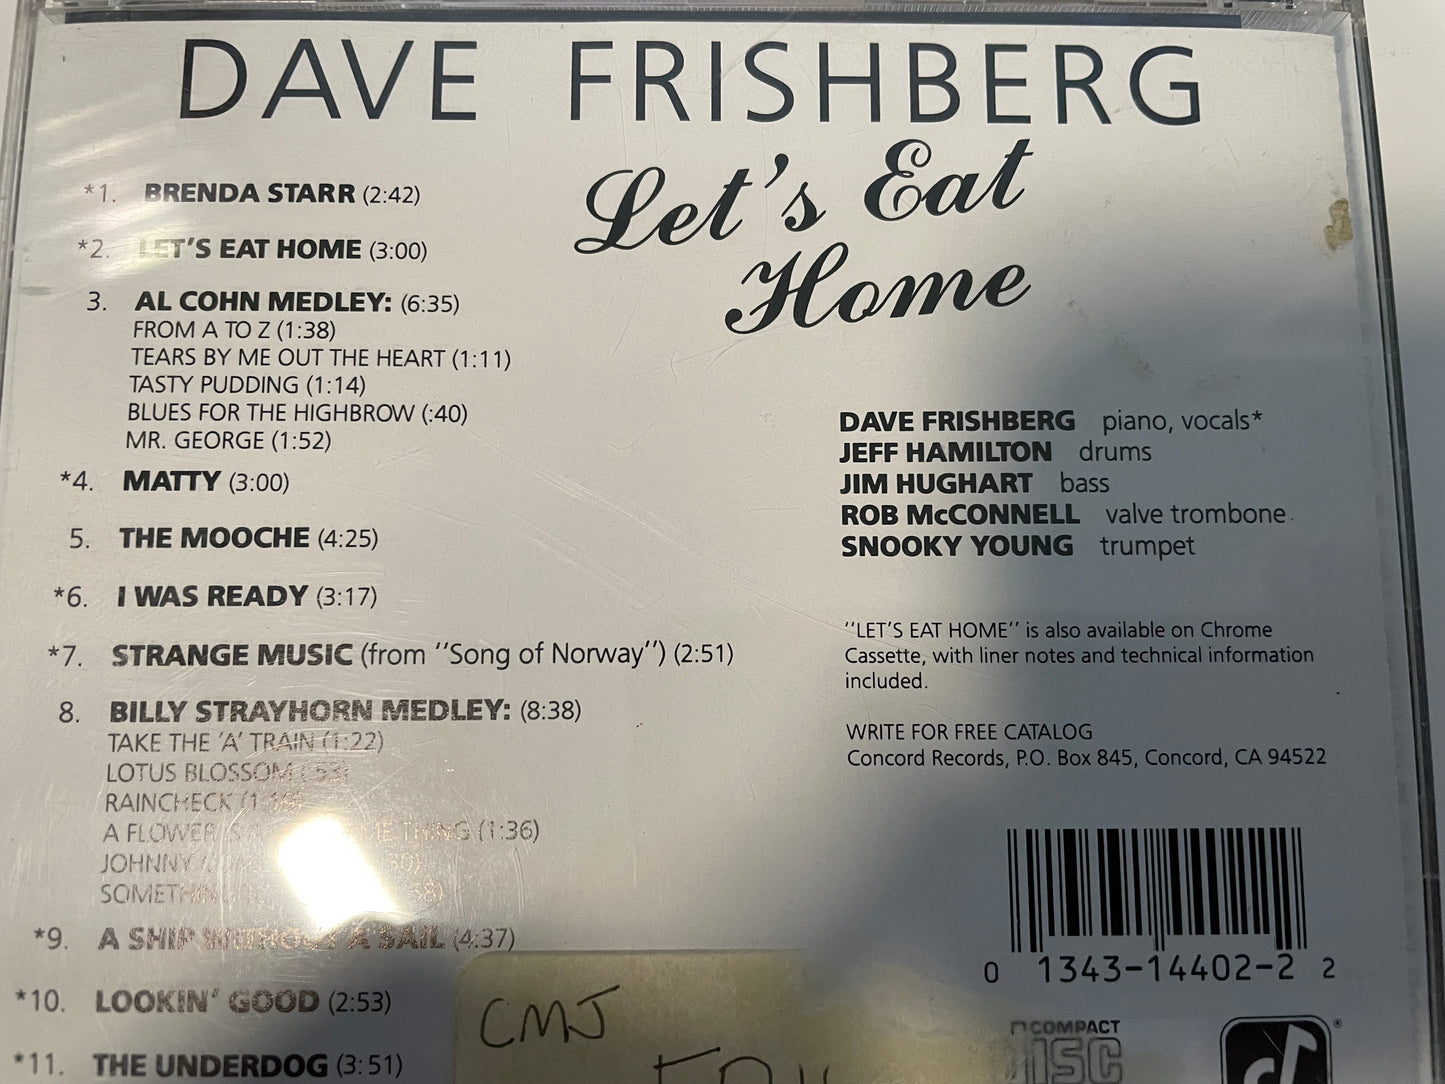 DAVE FRISHBERG
Let's Eat
Home
*1. BRENDA STARR (2:42)
*2. LET'S EAT HOME (3:00)
3. AL COHN MEDLEY: (6:35)
FROM A TO Z (1:38)
TEARS BY ME OUT THE HEART (1:11)
TASTY PUDDING (1:14)
BLUES FOR THE HIGHBROW (:40)
MR. GEORGE (1:52)
*4. MATTY (3:00)
5. THE MOOCHE (4:25)
*6. I WAS READY (3:17)
*7. STRANGE MUSIC (from "Song of Norway") (2:51)
8. BILLY STRAYHORN MEDLEY: (8:38)
TAKE THE 'A' TRAIN (1:22)
LOTUS BLOSSOM (:53)
RAINCHECK
A FLOWER IS THING (1:36)
JOHNNY
*9. A SHIP WITHOUT A SAIL (4:37)
*10. LOOKIN' GOOD (2:53)
*11. THE UNDERDOG (3:51)
DAVE FRISHBERG piano, vocals*
JEFF HAMILTON drums
JIM HUGHART bass
ROB McCONNELL valve trombone
SNOOKY YOUNG trumpet
"LET'S EAT HOME" is also available on Chrome
Cassette, with liner notes and technical information
included.
WRITE FOR FREE CATALOG
Concord Records, P.O. Box 845, Concord, CA 94522
0 1343-14402-2 2
COMPACT
DISC
®
CMJ